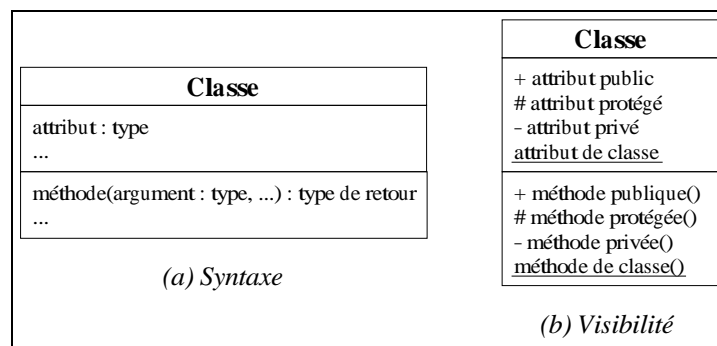 Classe
attribut : type
...
méthode(argument : type, ...) : type de retour
...
(a) Syntaxe
Classe
+ attribut public
# attribut protégé
- attribut privé
attribut de classe
+ méthode publique()
# méthode protégée()
- méthode privée()
méthode de classe()
(b) Visibilité